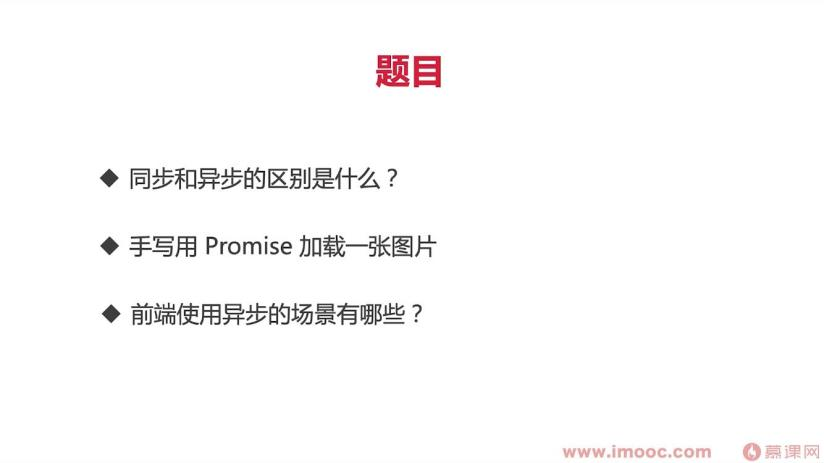 题目
◆ 同步和异步的区别是什么？
◆ 手写用 Promise 加载一张图片
◆ 前端使用异步的场景有哪些？
www.imooc.com 慕课网